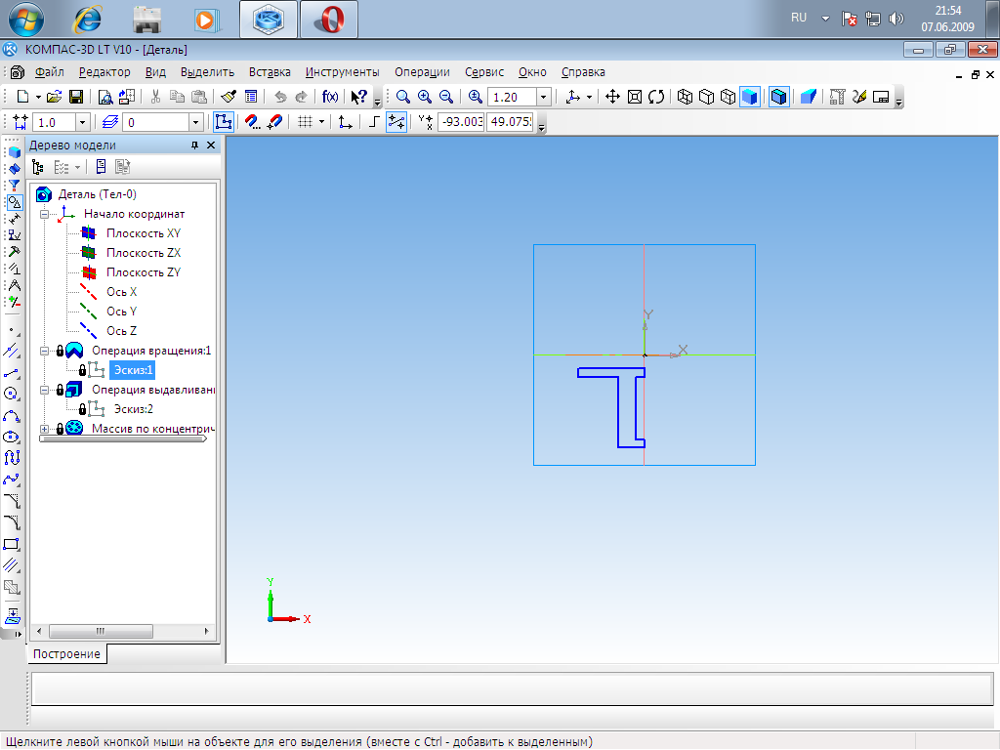 RU
21:54
07.06.2009
КОМПАС-3D LT V10 - [Деталь]
Файл Редактор Вид Выделить Вставка Инструменты Операции Сервис Окно Справка
f(x) 1.20
1.0 0 -93.003 49.075
Дерево модели
Деталь (Тел-0)
Начало координат
Плоскость XY
Плоскость ZX
Плоскость ZY
Ось X
Ось Y
Ось Z
Операция вращения:1
Эскиз:1
Операция выдавливан
Эскиз:2
Массив по концентрич
Y
X
Y
X
Построение
Щелкните левой кнопкой мыши на объекте для его выделения (вместе с Ctrl - добавить к выделенным)